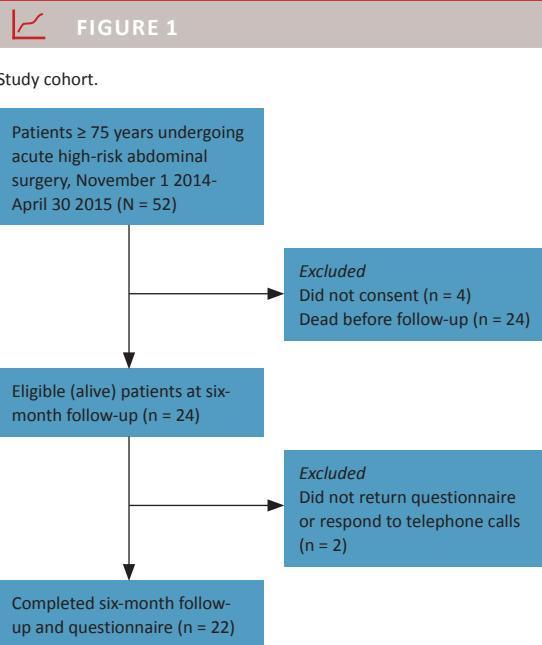 FIGURE 1
Study cohort.
Patients ≥ 75 years undergoing
acute high-risk abdominal
surgery, November 1 2014-
April 30 2015 (N = 52)
Excluded
Did not consent (n = 4)
Dead before follow-up (n = 24)
Eligible (alive) patients at six-
month follow-up (n = 24)
Excluded
Did not return questionnaire
or respond to telephone calls
(n = 2)
Completed six-month follow-
up and questionnaire (n = 22)